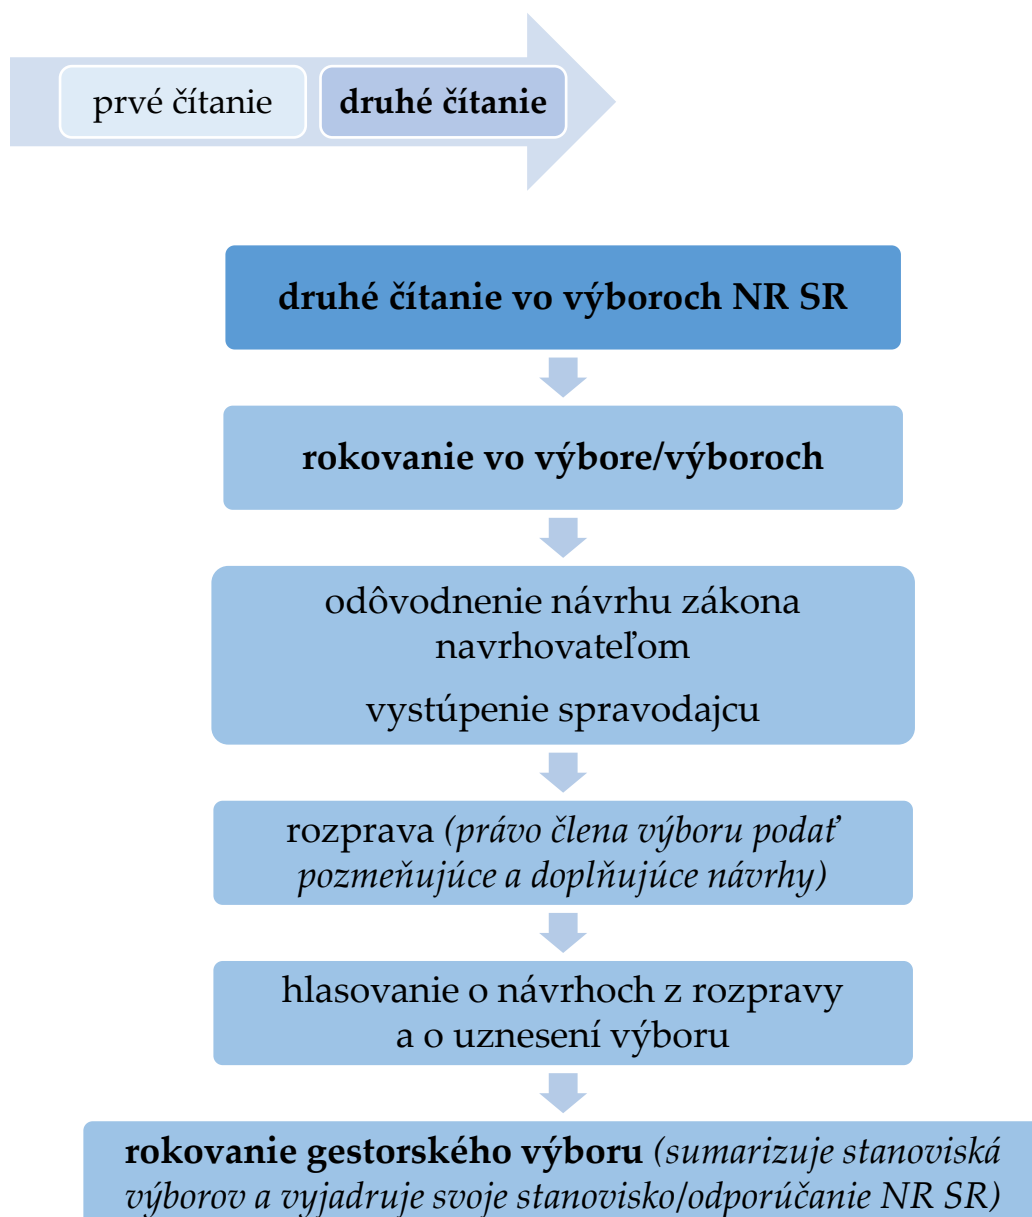 prvé čítanie
druhé čítanie
druhé čítanie vo výboroch NR SR
rokovanie vo výbore/výboroch
odôvodnenie návrhu zákona
navrhovateľom
vystúpenie spravodajcu
rozprava (právo člena výboru podať
pozmeňujúce a doplňujúce návrhy)
hlasovanie o návrhoch z rozpravy
a o uznesení výboru
rokovanie gestorského výboru (sumarizuje stanoviská
výborov a vyjadruje svoje stanovisko/odporúčanie NR SR)